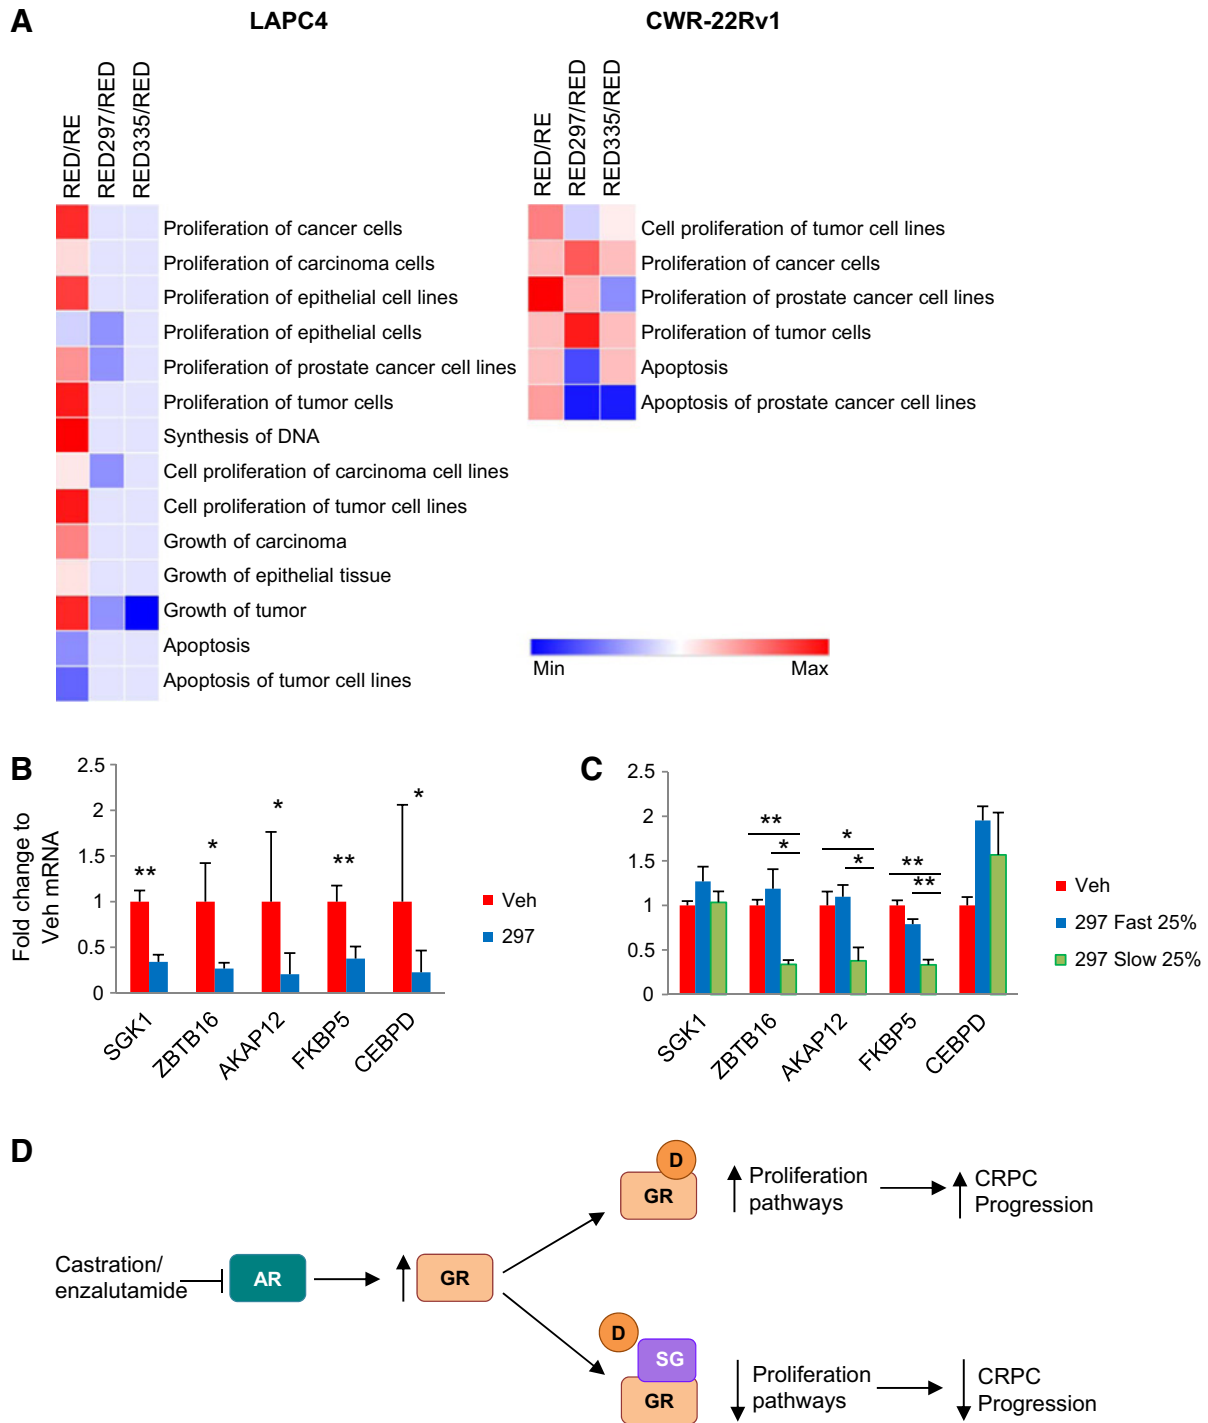 A
LAPC4
CWR-22Rv1
RED/RE
RED297/RED
RED335/RED
RED/RE
RED297/RED
RED335/RED
Proliferation of cancer cells
Proliferation of carcinoma cells
Proliferation of epithelial cell lines
Proliferation of epithelial cells
Proliferation of prostate cancer cell lines
Proliferation of tumor cells
Synthesis of DNA
Cell proliferation of carcinoma cell lines
Cell proliferation of tumor cell lines
Growth of carcinoma
Growth of epithelial tissue
Growth of tumor
Apoptosis
Apoptosis of tumor cell lines
Cell proliferation of tumor cell lines
Proliferation of cancer cells
Proliferation of prostate cancer cell lines
Proliferation of tumor cells
Apoptosis
Apoptosis of prostate cancer cell lines
Min
Max
B
Fold change to
Veh mRNA
2.5
2
1.5
1
0.5
0
**
*
*
**
*
SGK1
ZBTB16
AKAP12
FKBP5
CEBPD
Veh
297
C
2.5
2
1.5
1
0.5
0
**
*
*
*
**
**
SGK1
ZBTB16
AKAP12
FKBP5
CEBPD
Veh
297 Fast 25%
297 Slow 25%
D
Castration/
enzalutamide
AR
GR
D
GR
Proliferation
pathways
CRPC
Progression
D
SG
GR
Proliferation
pathways
CRPC
Progression